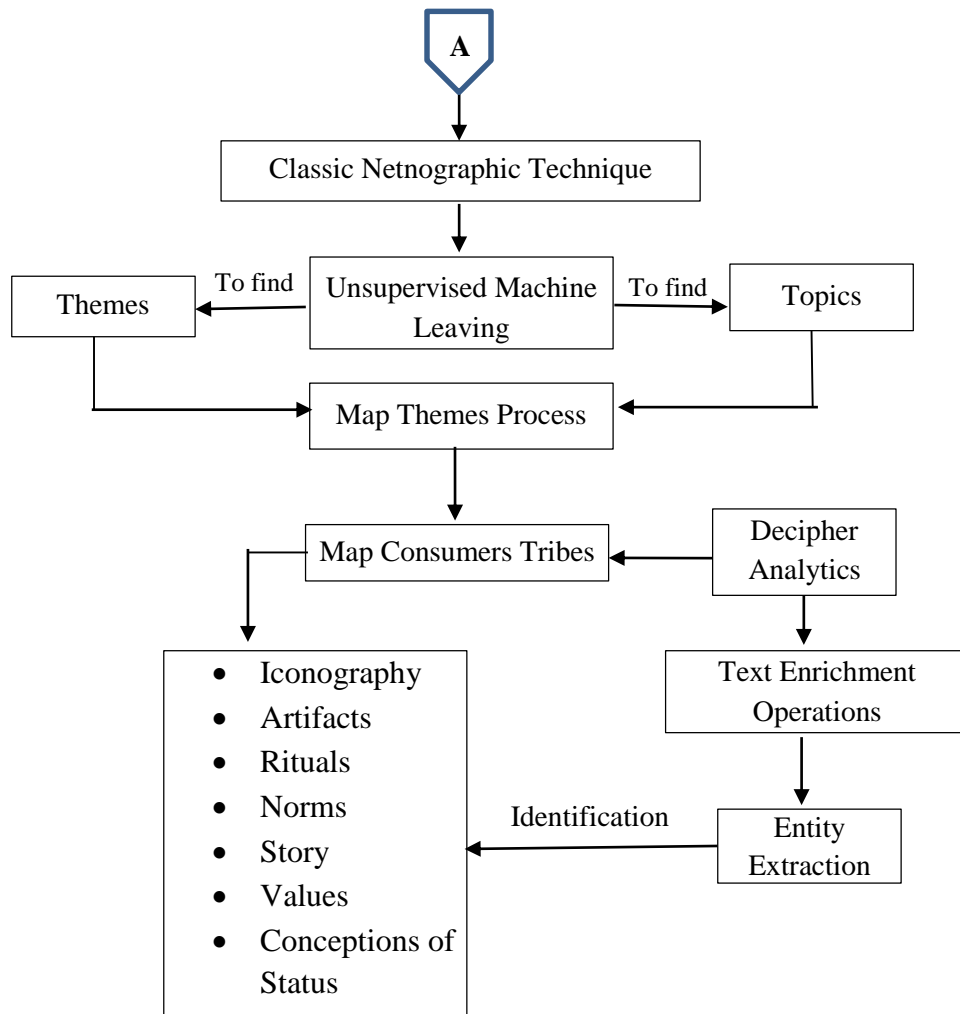 A
Classic Netnographic Technique
To find
Unsupervised Machine
Leaving
To find
Themes
Topics
Map Themes Process
Map Consumers Tribes
Decipher
Analytics
• Iconography
• Artifacts
• Rituals
• Norms
• Story
• Values
• Conceptions of
Status
Text Enrichment
Operations
Identification
Entity
Extraction